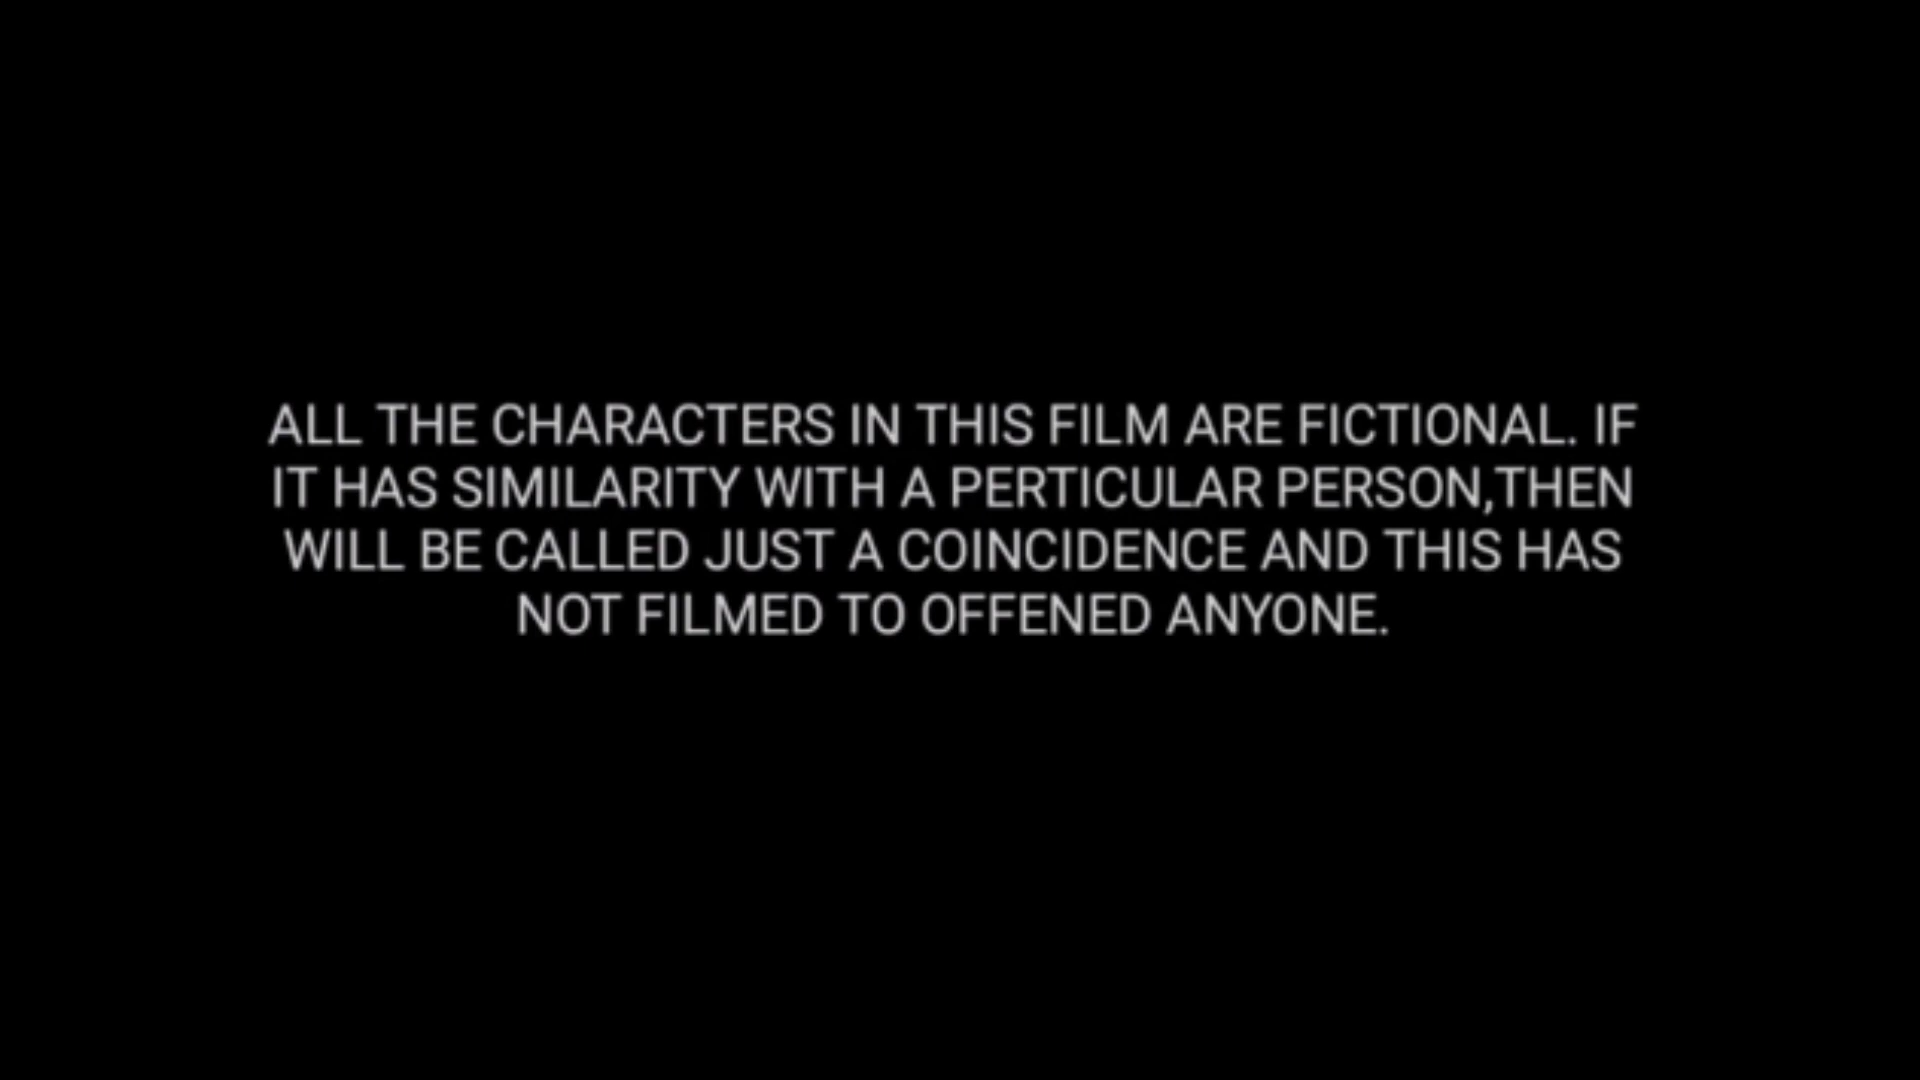 ALL THE CHARACTERS IN THIS FILM ARE FICTIONAL. IF
IT HAS SIMILARITY WITH A PERTICULAR PERSON,THEN
WILL BE CALLED JUST A COINCIDENCE AND THIS HAS
NOT FILMED TO OFFENED ANYONE.